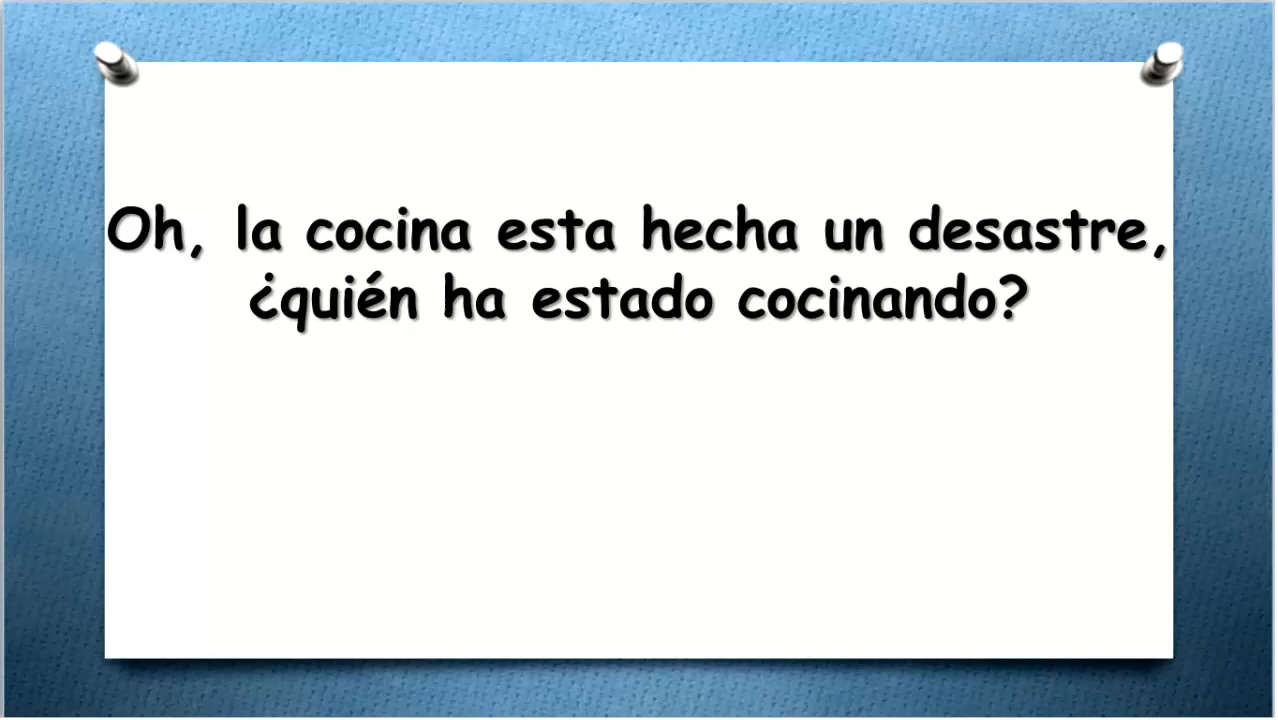 Oh, la cocina esta hecha un desastre,
¿quién ha estado cocinando?